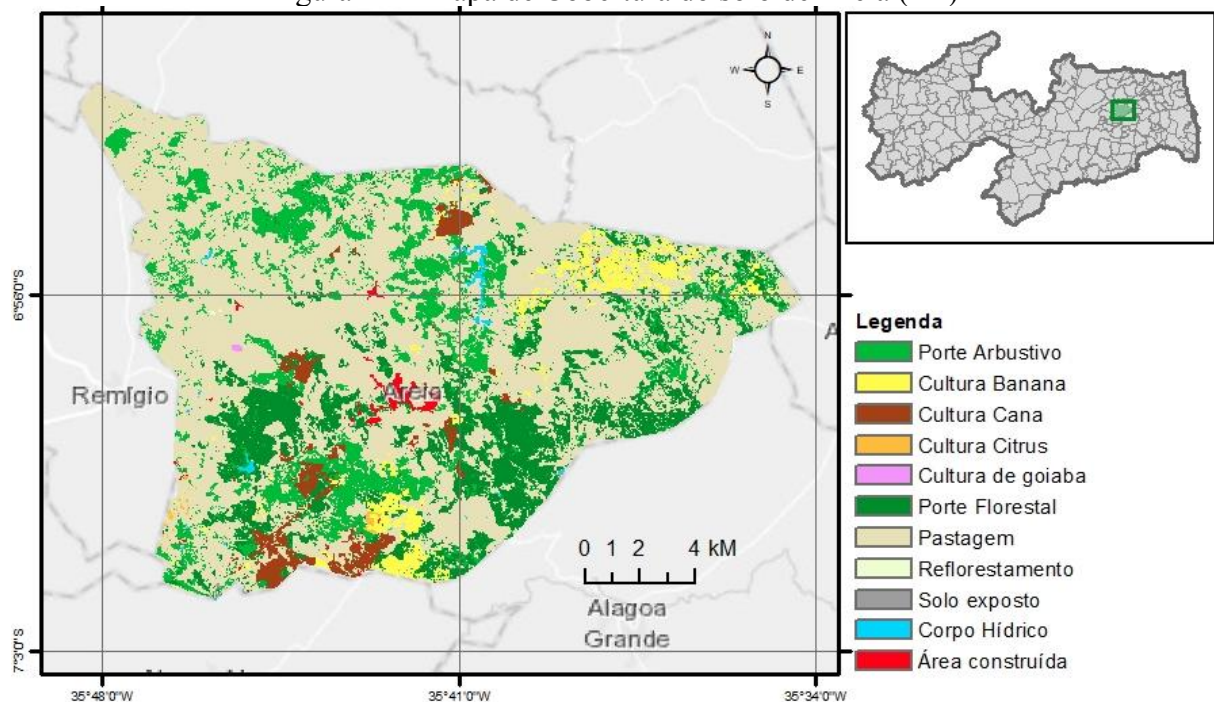 N
W E
S
6°56'0"S
Remígio
Areia
A
0 1 2 4 kM
Alagoa
Grande
7°3'0"S
35°48'0"W 35°41'0"W 35°34'0"W
Legenda
Porte Arbustivo
Cultura Banana
Cultura Cana
Cultura Citrus
Cultura de goiaba
Porte Florestal
Pastagem
Reflorestamento
Solo exposto
Corpo Hídrico
Área construída